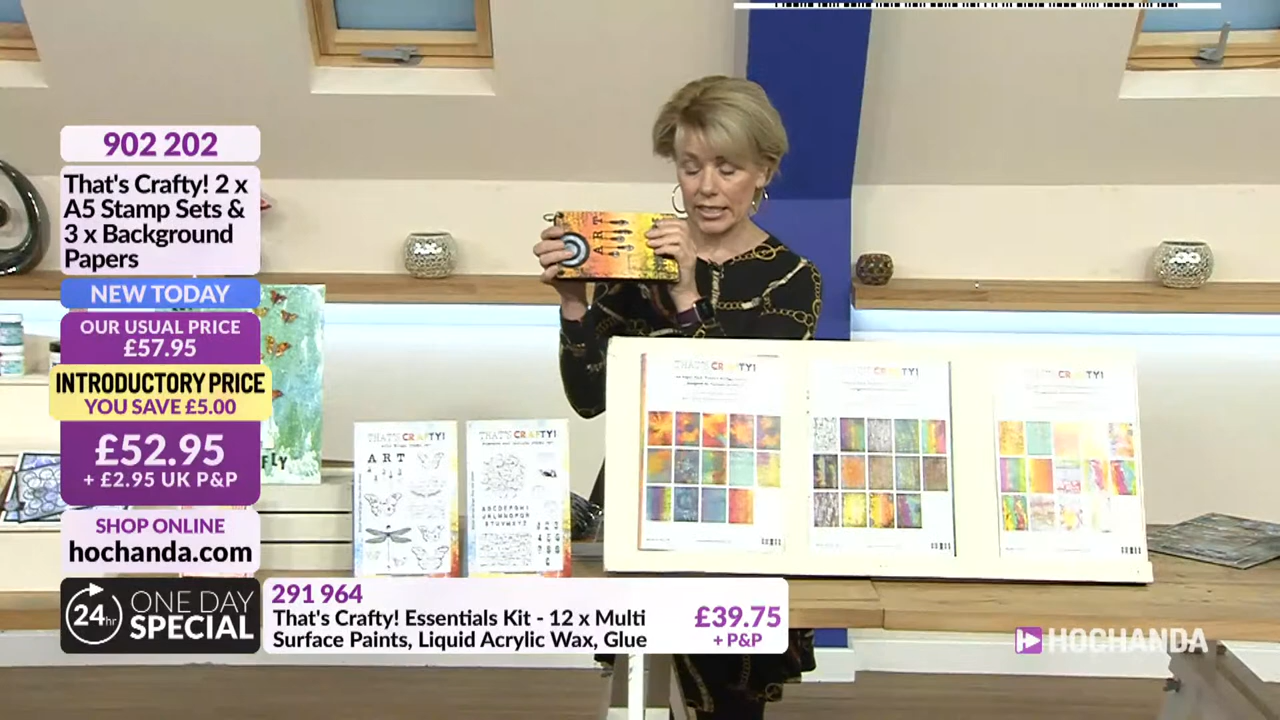 902 202
That's Crafty! 2 x
A5 Stamp Sets &
3 x Background
Papers
NEW TODAY
OUR USUAL PRICE
£57.95
INTRODUCTORY PRICE
YOU SAVE £5.00
£52.95
+ £2.95 UK P&P
SHOP ONLINE
hochanda.com
24hr
ONE DAY
SPECIAL
291 964
That's Crafty! Essentials Kit - 12 x Multi
Surface Paints, Liquid Acrylic Wax, Glue
£39.75
+ P&P
HOCHANDA
ART
THAT'S CRAFTY!
ART
THAT'S CRAFTY!
THAT'S CRAFTY!
THAT'S CRAFTY!
THAT'S CRAFTY!
FLY